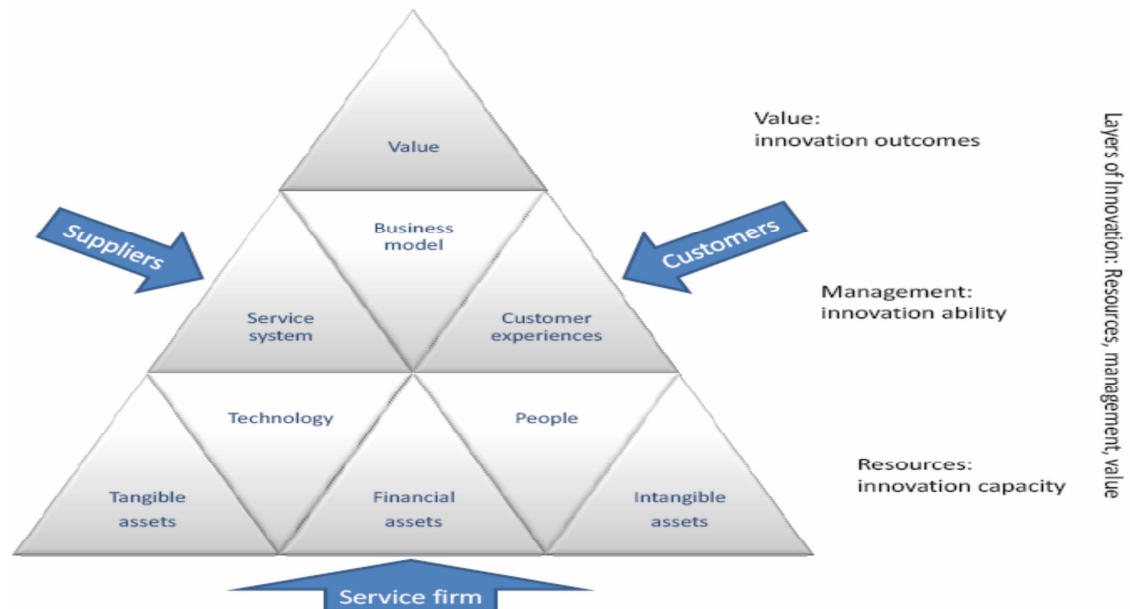 Value
Value:
innovation outcomes
Suppliers
Business
model
Customers
Service
system
Customer
experiences
Management:
innovation ability
Technology
People
Tangible
assets
Financial
assets
Intangible
assets
Resources:
innovation capacity
Service firm
Layers of Innovation: Resources, management, value